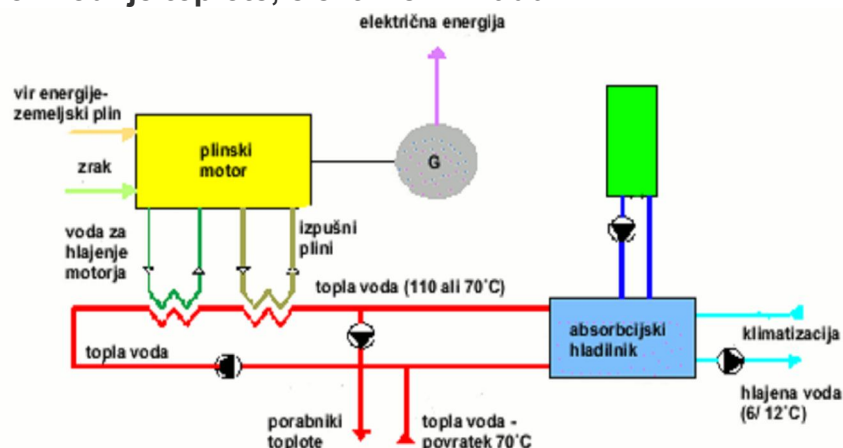 električna energija
vir energije-
zemeljski plin
plinski
motor
G
zrak
voda za
hlajenje
motorja
izpušni
plini
topla voda (110 ali 70°C)
absorbcijski
hladilnik
klimatizacija
topla voda
hlajena voda
(6/ 12°C)
porabniki
toplote
topla voda -
povratek 70°C